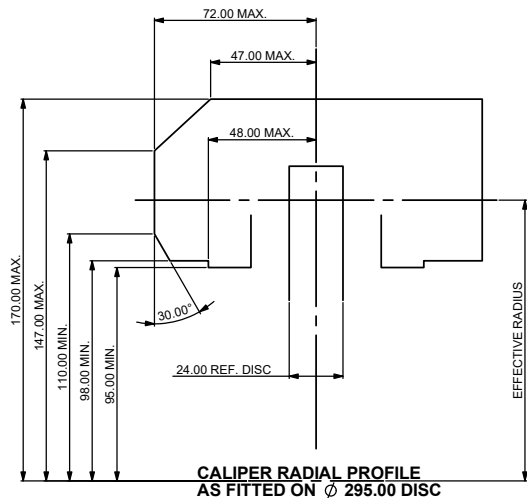 72.00 MAX.
47.00 MAX.
48.00 MAX.
170.00 MAX.
147.00 MAX.
110.00 MIN.
98.00 MIN.
95.00 MIN.
30.00°
24.00 REF. DISC
EFFECTIVE RADIUS
CALIPER RADIAL PROFILE
AS FITTED ON ∅ 295.00 DISC